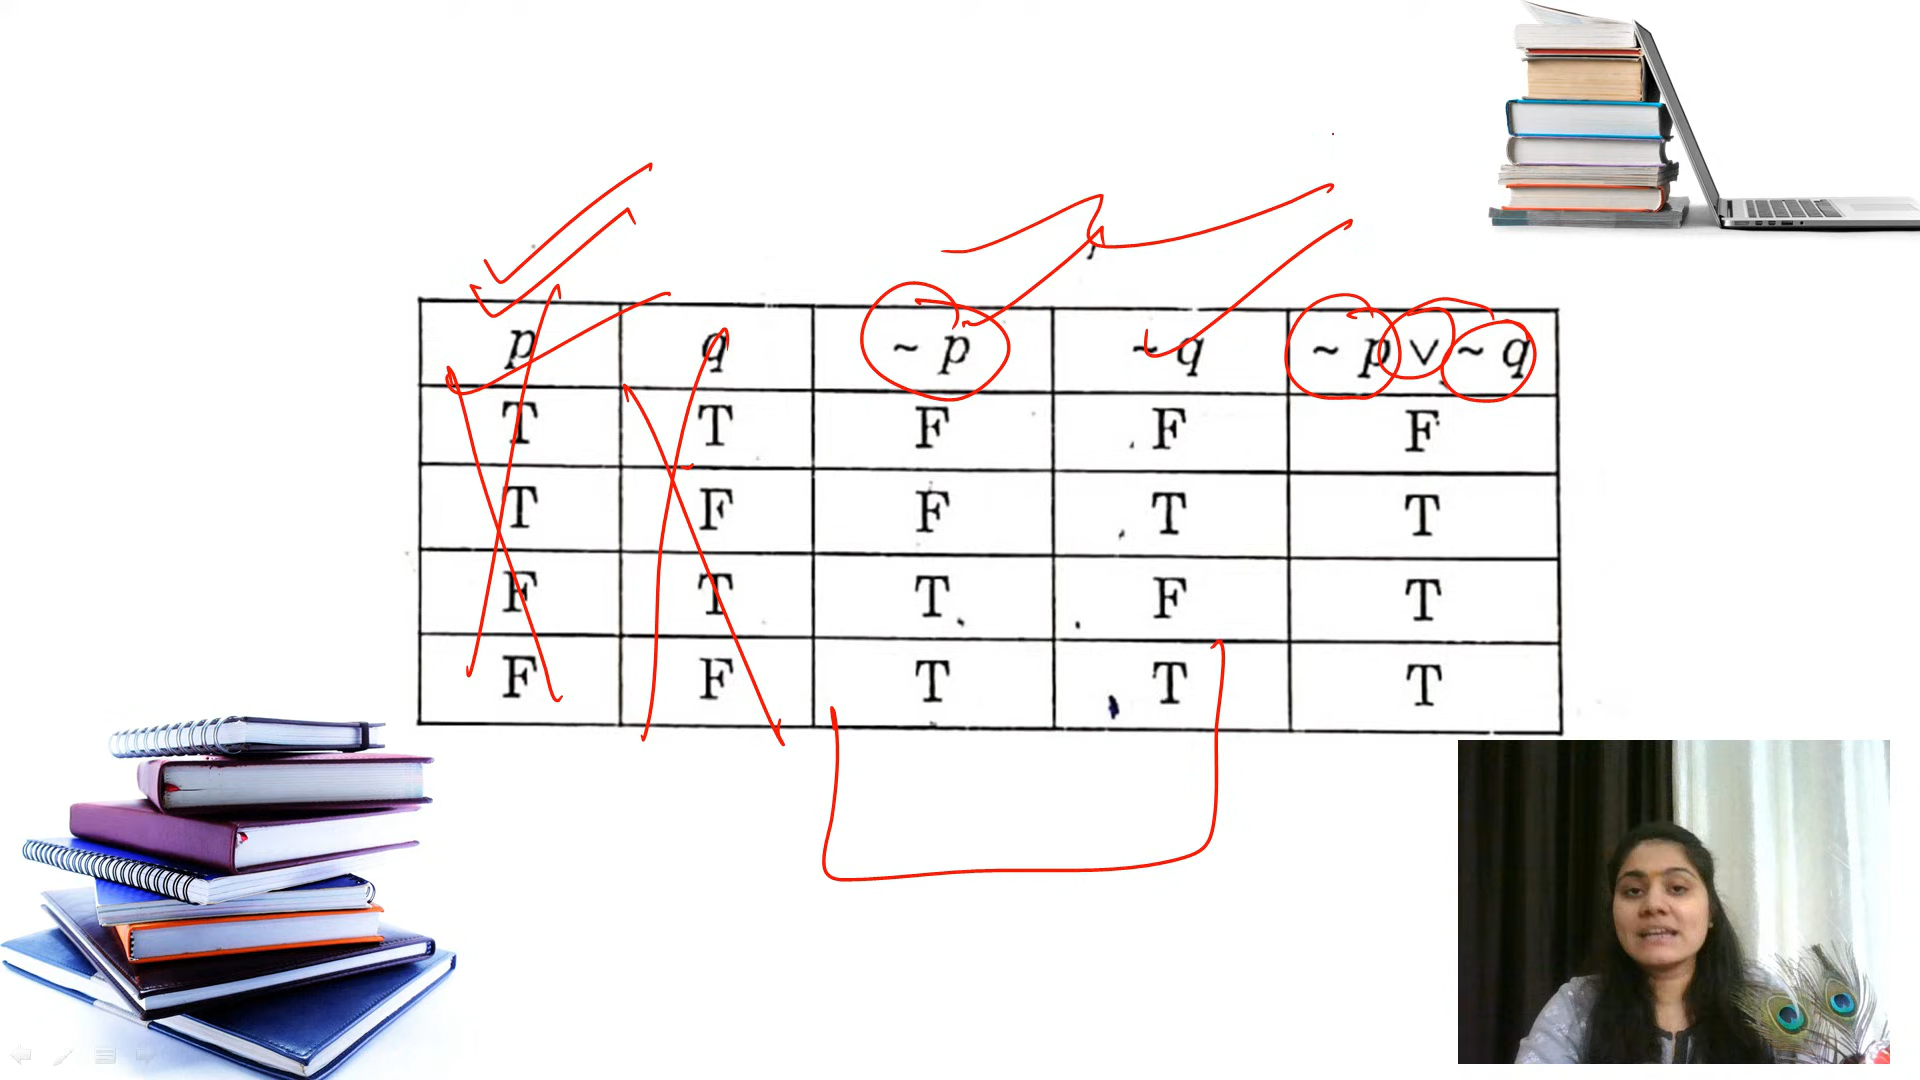 p q ~ p ~ q ~ p ∨ ~ q
T T F F F
T F F T T
F T T F T
F F T T T